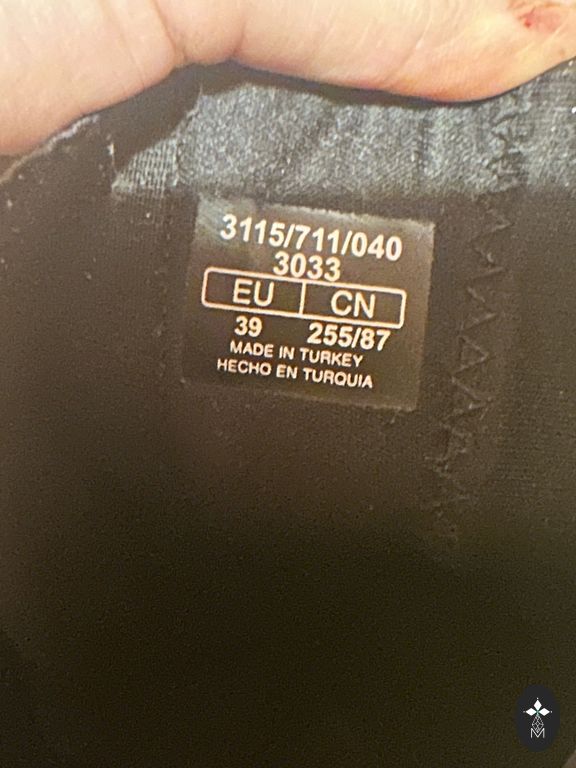 3115/711/040
3033
EU CN
39 255/87
MADE IN TURKEY
HECHO EN TURQUIA
M